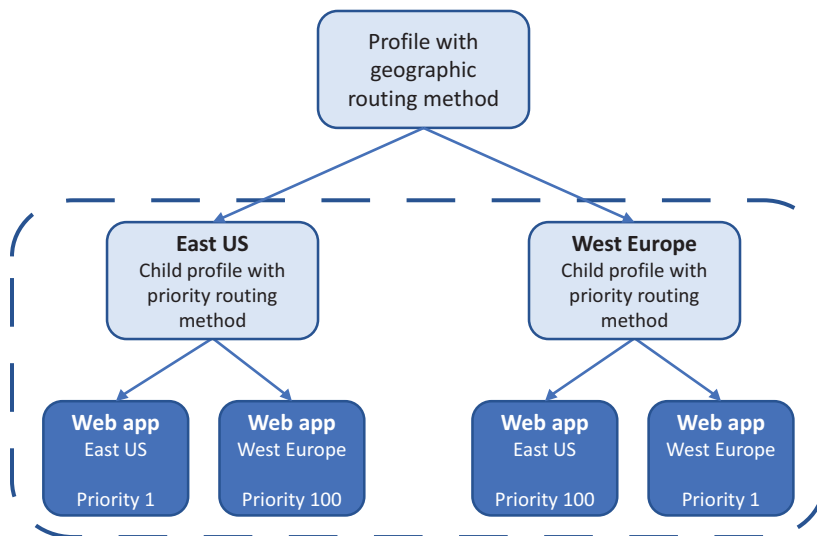 Profile with
geographic
routing method
East US
Child profile with
priority routing
method
West Europe
Child profile with
priority routing
method
Web app
East US
Priority 1
Web app
West Europe
Priority 100
Web app
East US
Priority 100
Web app
West Europe
Priority 1